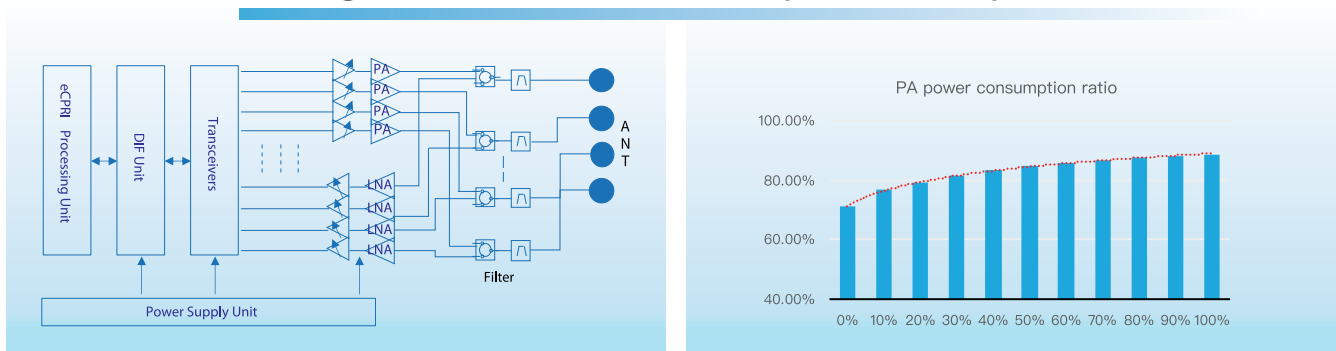 eCPRI Processing Unit
DIF Unit
Transceivers
PA
PA
PA
PA
LNA
LNA
LNA
LNA
Filter
A
N
T
Power Supply Unit
PA power consumption ratio
100.00%
80.00%
60.00%
40.00%
0% 10% 20% 30% 40% 50% 60% 70% 80% 90% 100%